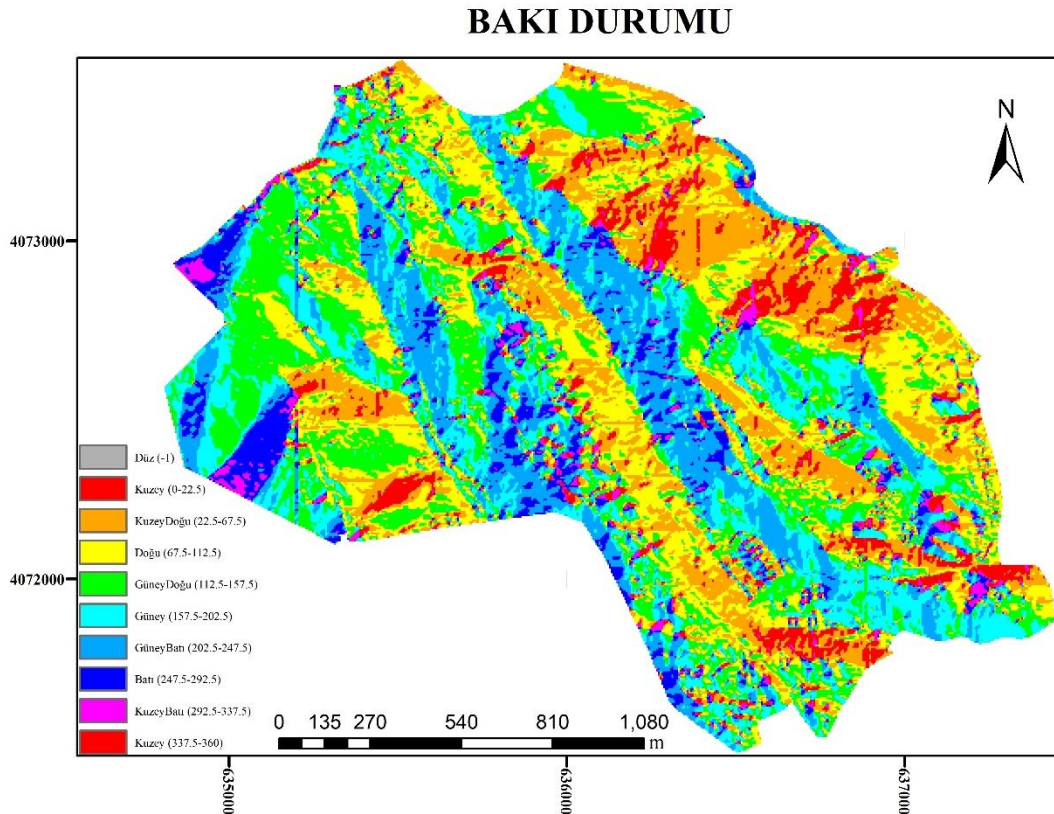 BAKI DURUMU
N
4073000
4072000
Düz (-1)
Kuzey (0-22.5)
KuzeyDoğu (22.5-67.5)
Doğu (67.5-112.5)
GüneyDoğu (112.5-157.5)
Güney (157.5-202.5)
GüneyBatı (202.5-247.5)
Batı (247.5-292.5)
KuzeyBatı (292.5-337.5)
Kuzey (337.5-360)
0 135 270 540 810 1,080
m
635000
636000
637000